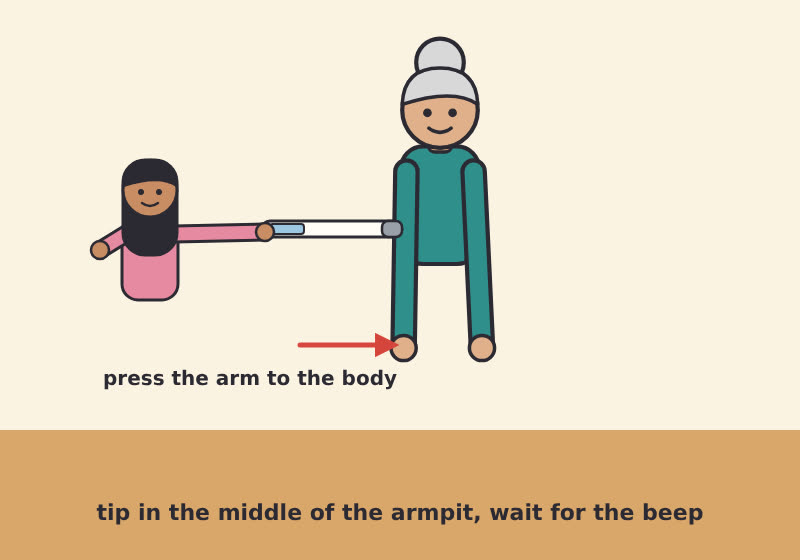 press the arm to the body
tip in the middle of the armpit, wait for the beep